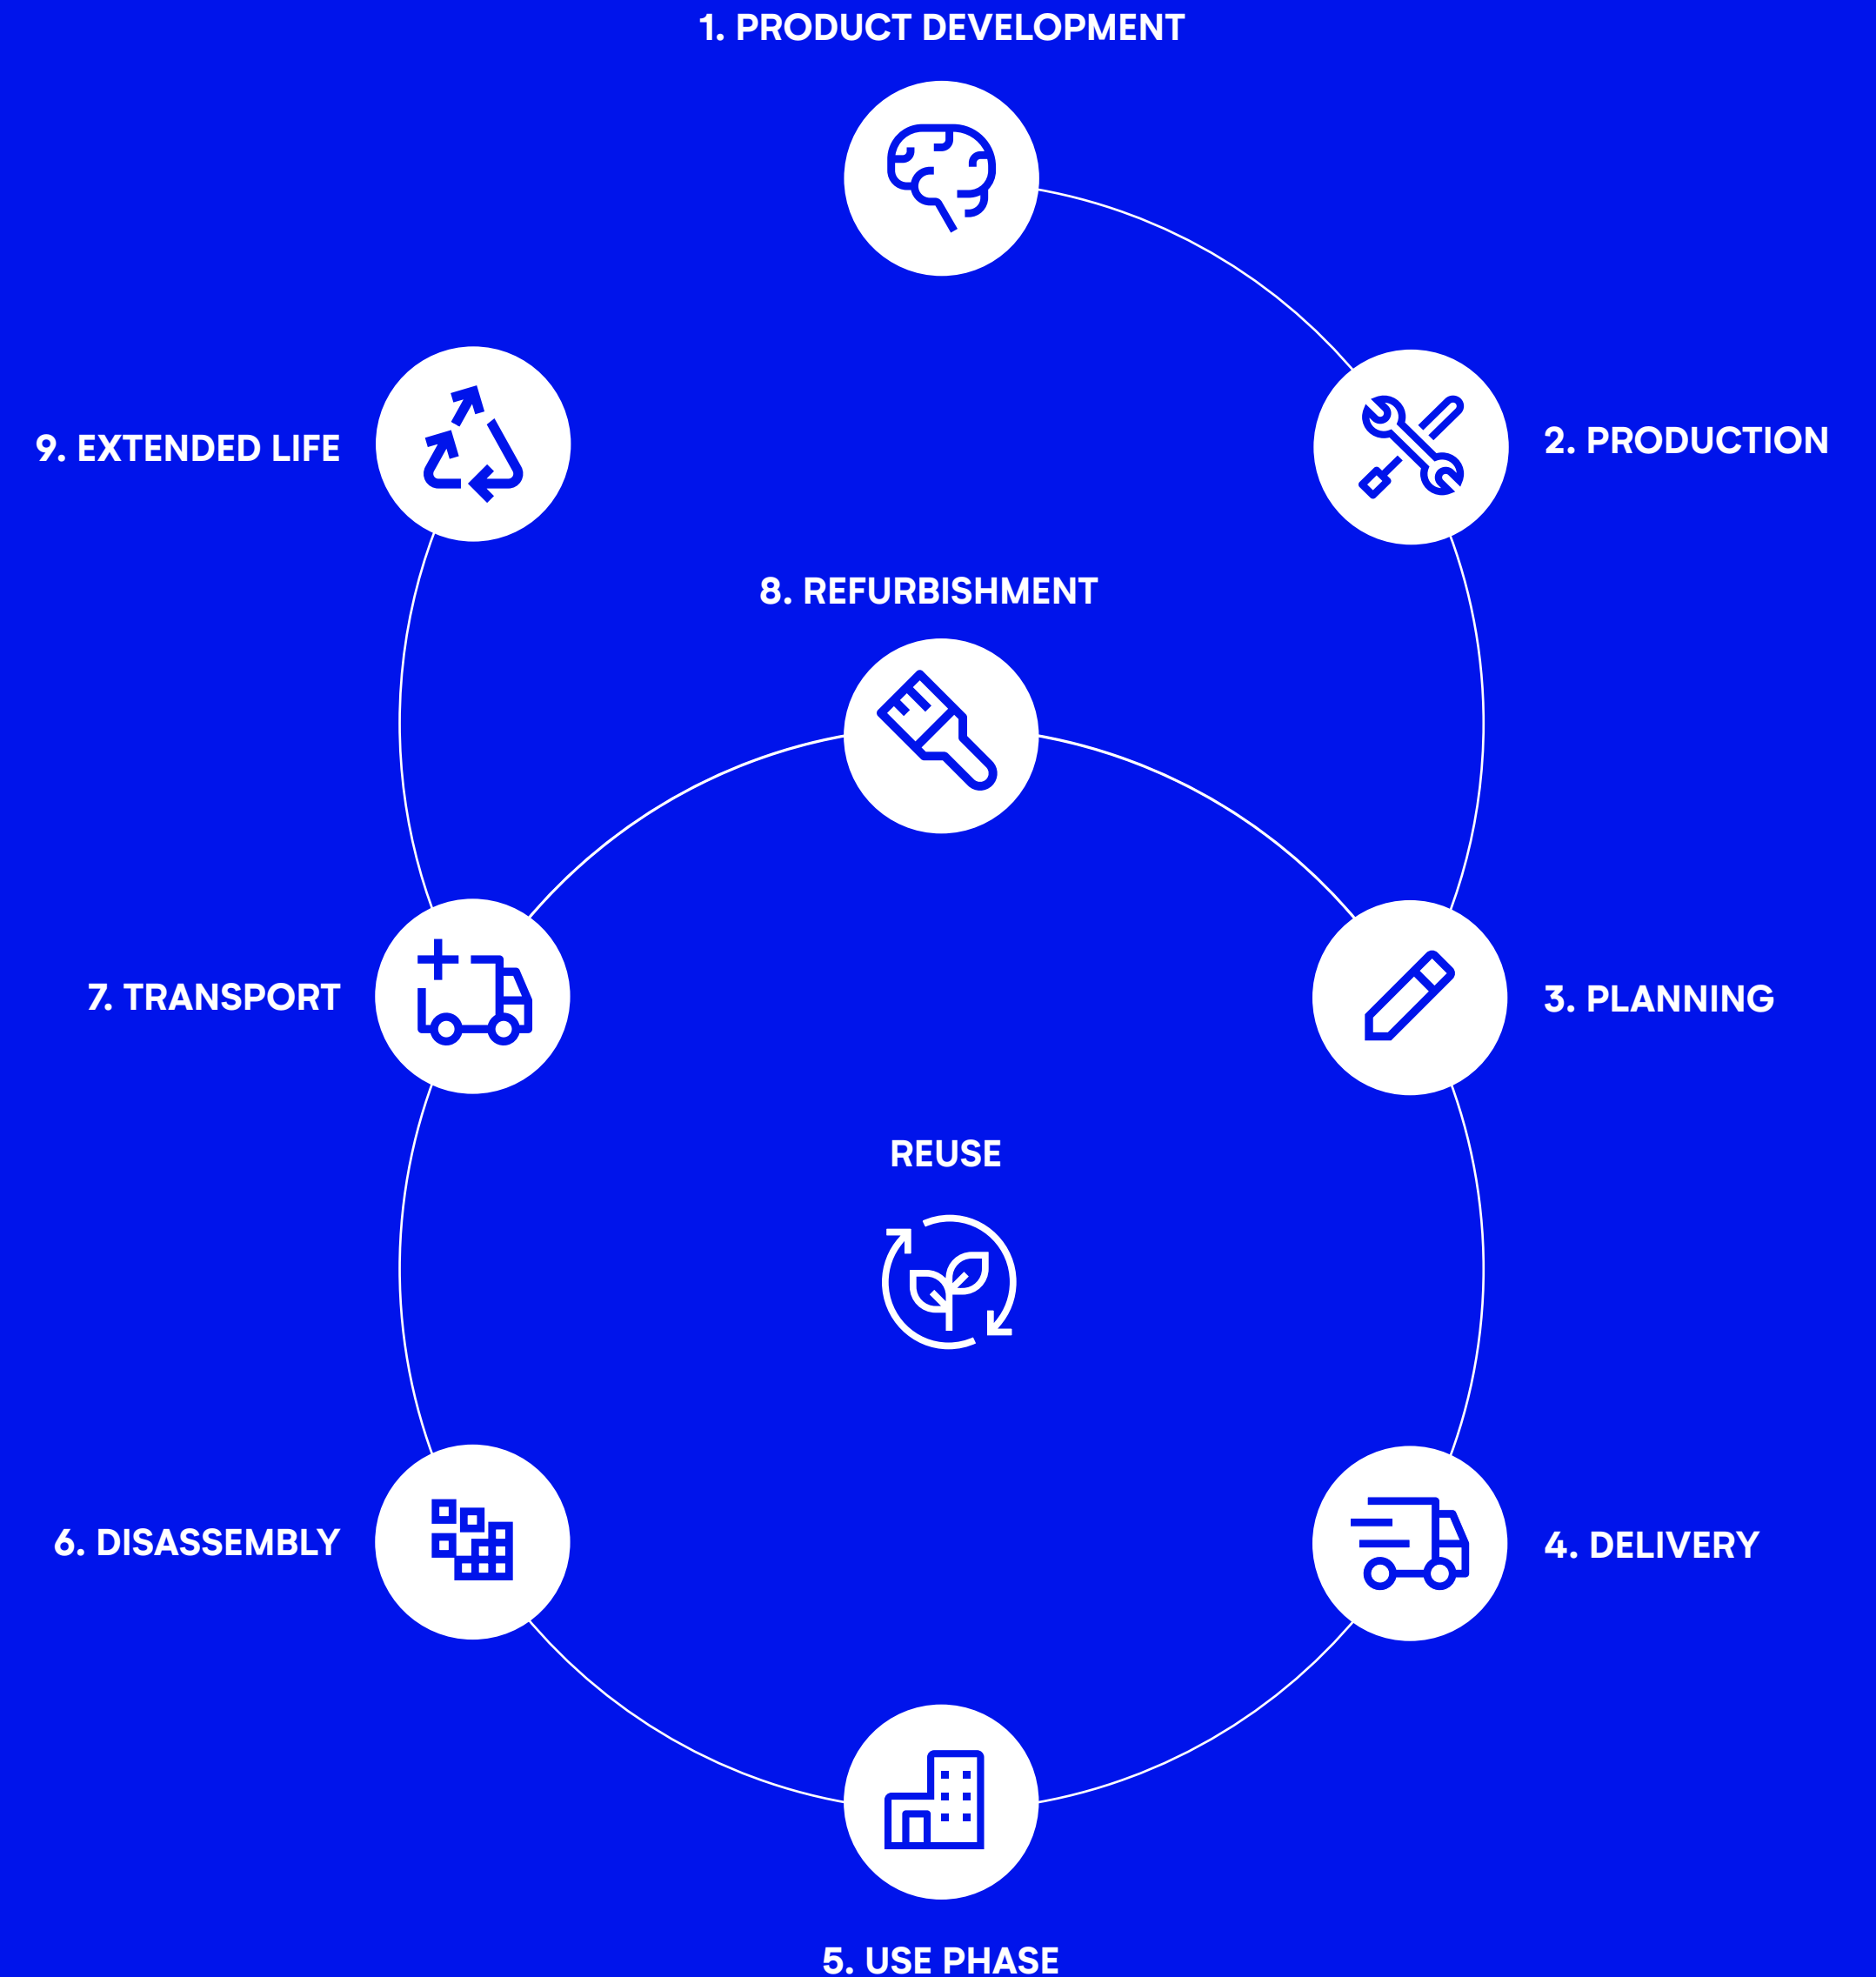 1. PRODUCT DEVELOPMENT
2. PRODUCTION
9. EXTENDED LIFE
8. REFURBISHMENT
7. TRANSPORT
3. PLANNING
REUSE
6. DISASSEMBLY
4. DELIVERY
5. USE PHASE